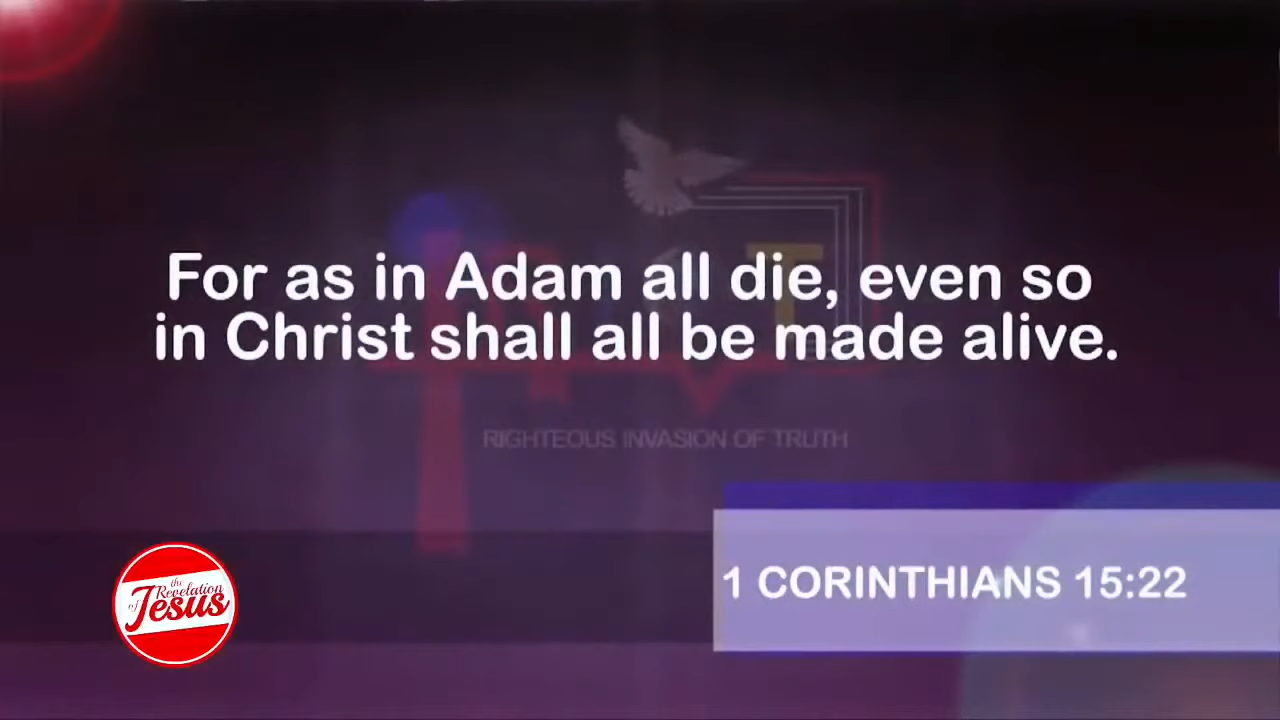 For as in Adam all die, even so
in Christ shall all be made alive.
RIGHTEOUS INVASION OF TRUTH
1 CORINTHIANS 15:22
the
Revelation
of Jesus